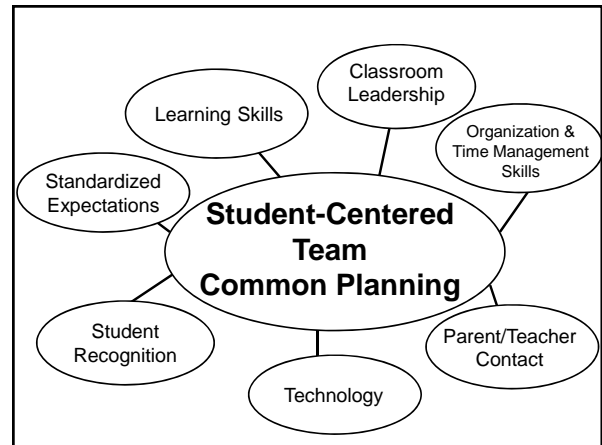 Classroom
Leadership
Learning Skills
Organization &
Time Management
Skills
Standardized
Expectations
Student-Centered
Team
Common Planning
Student
Recognition
Parent/Teacher
Contact
Technology